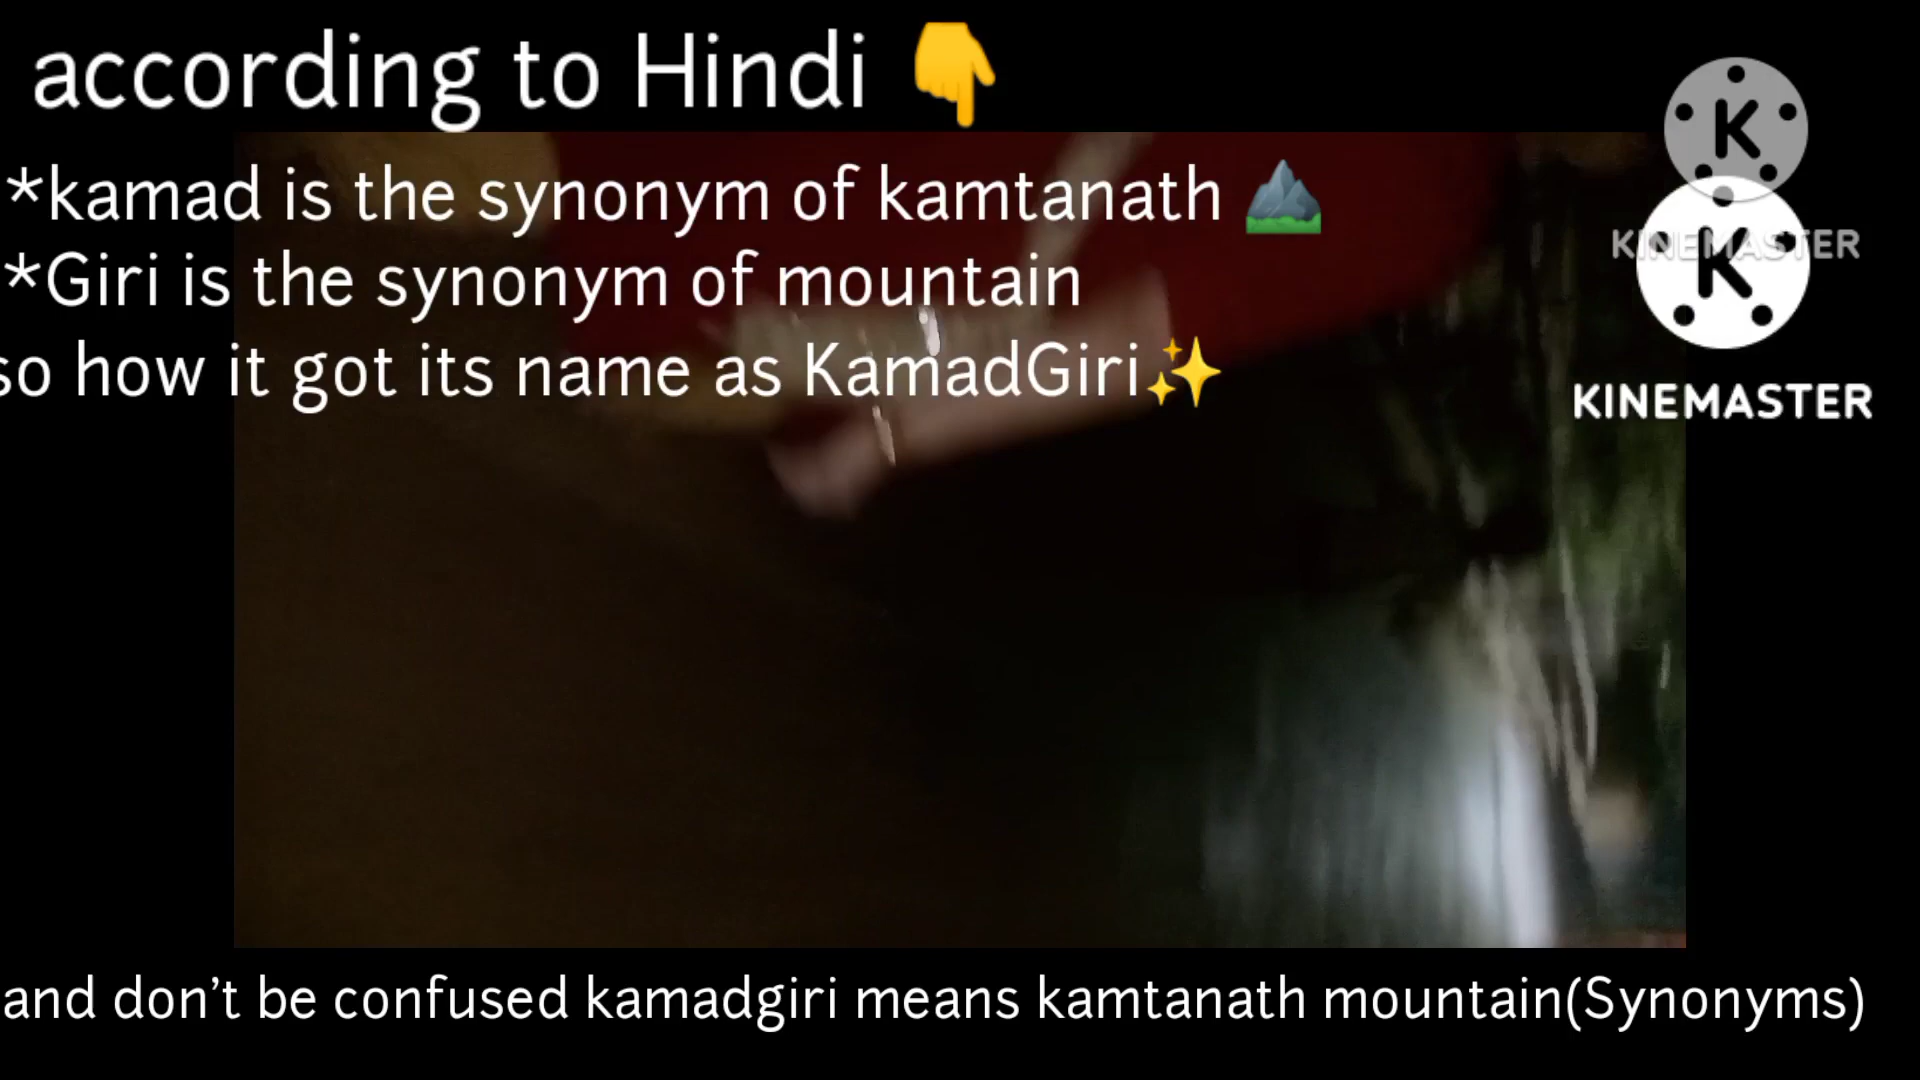 according to Hindi 👇
*kamad is the synonym of kamtanath ⛰️
*Giri is the synonym of mountain
so how it got its name as KamadGiri✨
KINEMASTER
KINEMASTER
and don't be confused kamadgiri means kamtanath mountain(Synonyms)